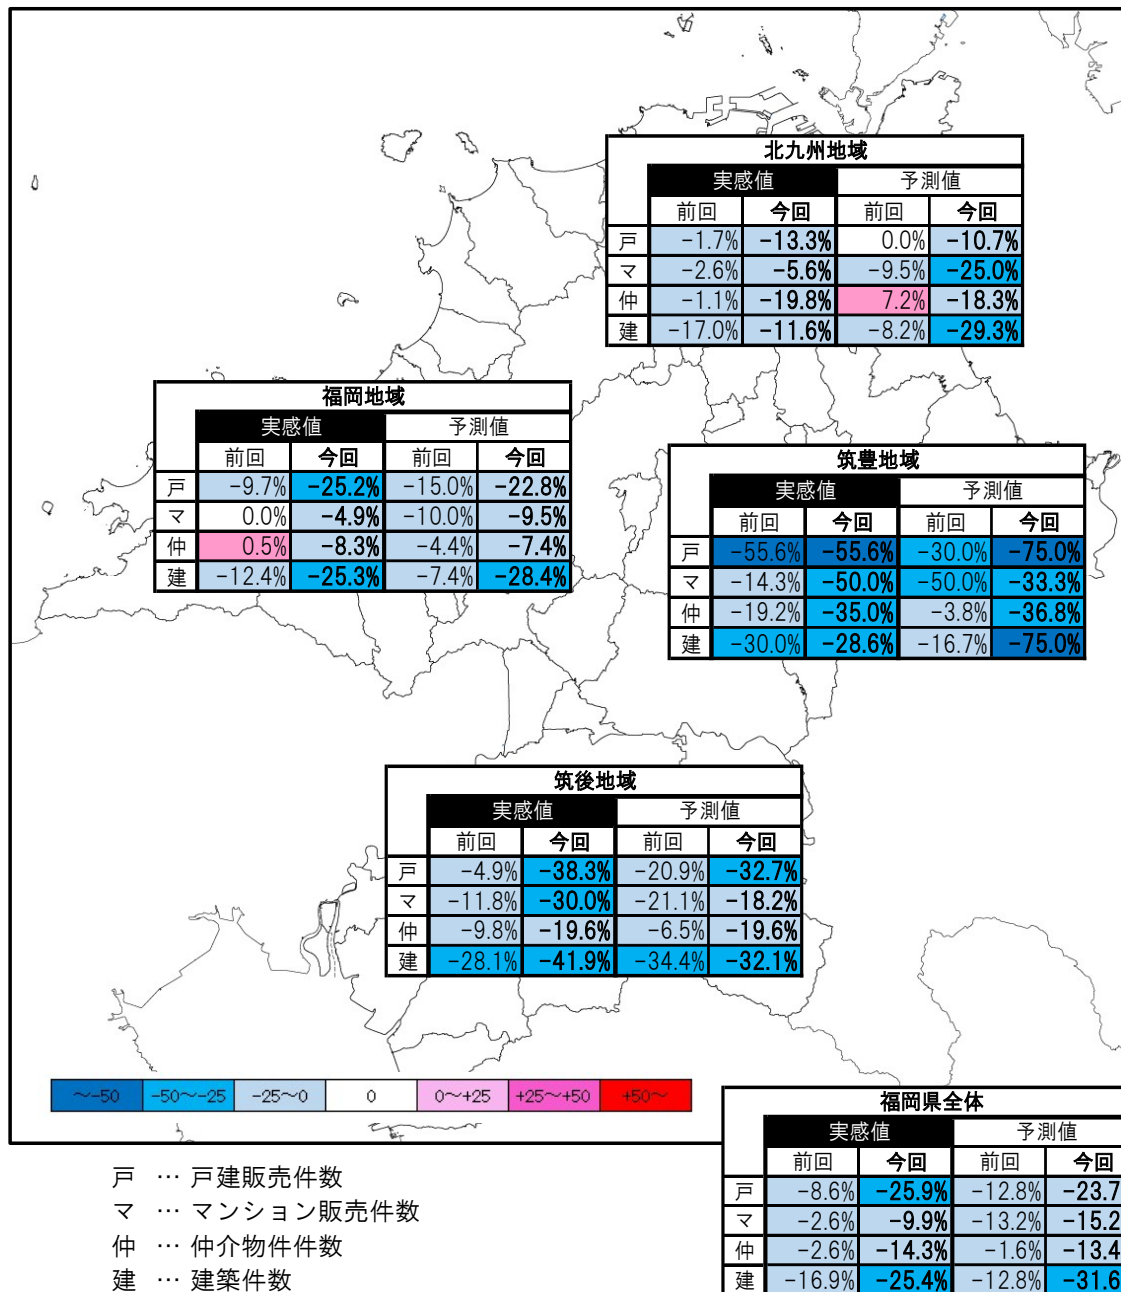 北九州地域
実感値 予測値
前回 今回 前回 今回
戸 -1.7% -13.3% 0.0% -10.7%
マ -2.6% -5.6% -9.5% -25.0%
仲 -1.1% -19.8% 7.2% -18.3%
建 -17.0% -11.6% -8.2% -29.3%
福岡地域
実感値 予測値
前回 今回 前回 今回
戸 -9.7% -25.2% -15.0% -22.8%
マ 0.0% -4.9% -10.0% -9.5%
仲 0.5% -8.3% -4.4% -7.4%
建 -12.4% -25.3% -7.4% -28.4%
筑豊地域
実感値 予測値
前回 今回 前回 今回
戸 -55.6% -55.6% -30.0% -75.0%
マ -14.3% -50.0% -50.0% -33.3%
仲 -19.2% -35.0% -3.8% -36.8%
建 -30.0% -28.6% -16.7% -75.0%
筑後地域
実感値 予測値
前回 今回 前回 今回
戸 -4.9% -38.3% -20.9% -32.7%
マ -11.8% -30.0% -21.1% -18.2%
仲 -9.8% -19.6% -6.5% -19.6%
建 -28.1% -41.9% -34.4% -32.1%
～-50 -50～-25 -25～0 0 0～+25 +25～+50 +50～
福岡県全体
実感値 予測値
前回 今回 前回 今回
戸 -8.6% -25.9% -12.8% -23.7
マ -2.6% -9.9% -13.2% -15.2
仲 -2.6% -14.3% -1.6% -13.4
建 -16.9% -25.4% -12.8% -31.6
戸 … 戸建販売件数
マ … マンション販売件数
仲 … 仲介物件件数
建 … 建築件数